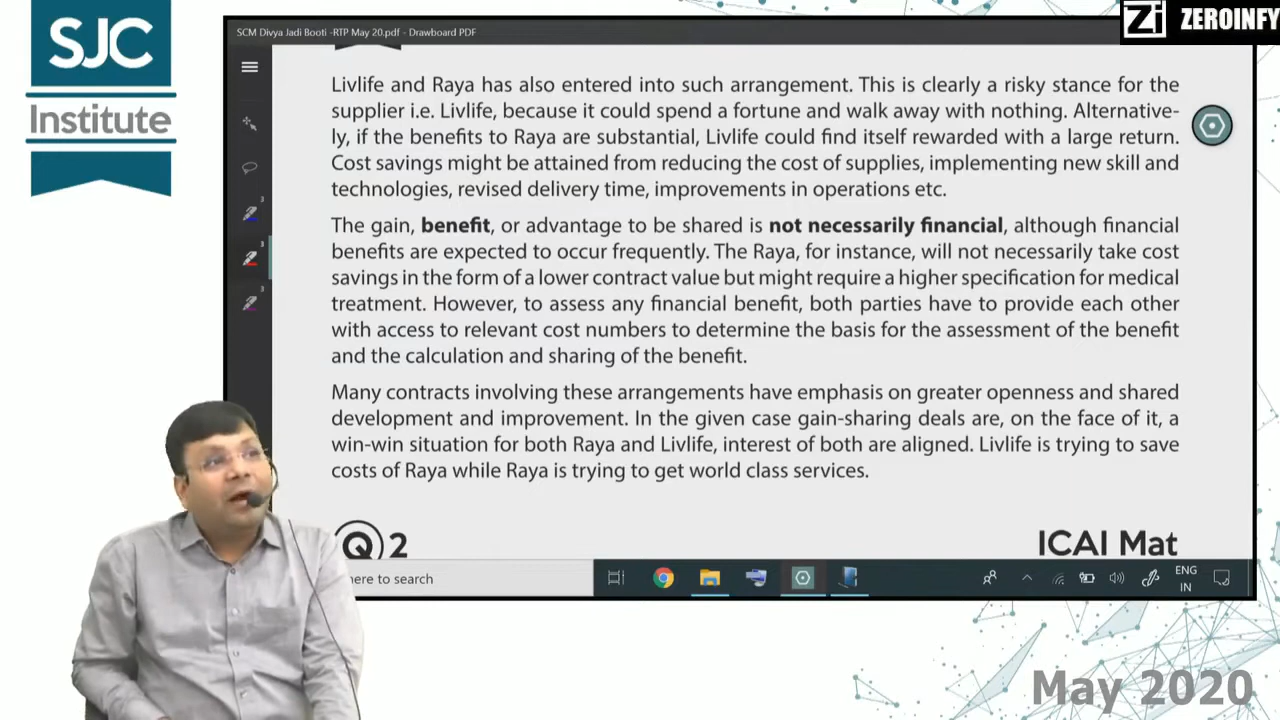 SJC
Institute
SCM Divya Jadi Booti -RTP May 20.pdf - Drawboard PDF
Zi ZEROINFY
Livlife and Raya has also entered into such arrangement. This is clearly a risky stance for the
supplier i.e. Livlife, because it could spend a fortune and walk away with nothing. Alternative-
ly, if the benefits to Raya are substantial, Livlife could find itself rewarded with a large return.
Cost savings might be attained from reducing the cost of supplies, implementing new skill and
technologies, revised delivery time, improvements in operations etc.
The gain, benefit, or advantage to be shared is not necessarily financial, although financial
benefits are expected to occur frequently. The Raya, for instance, will not necessarily take cost
savings in the form of a lower contract value but might require a higher specification for medical
treatment. However, to assess any financial benefit, both parties have to provide each other
with access to relevant cost numbers to determine the basis for the assessment of the benefit
and the calculation and sharing of the benefit.
Many contracts involving these arrangements have emphasis on greater openness and shared
development and improvement. In the given case gain-sharing deals are, on the face of it, a
win-win situation for both Raya and Livlife, interest of both are aligned. Livlife is trying to save
costs of Raya while Raya is trying to get world class services.
Q 2
ICAI Mat
here to search
ENG
IN
May 2020